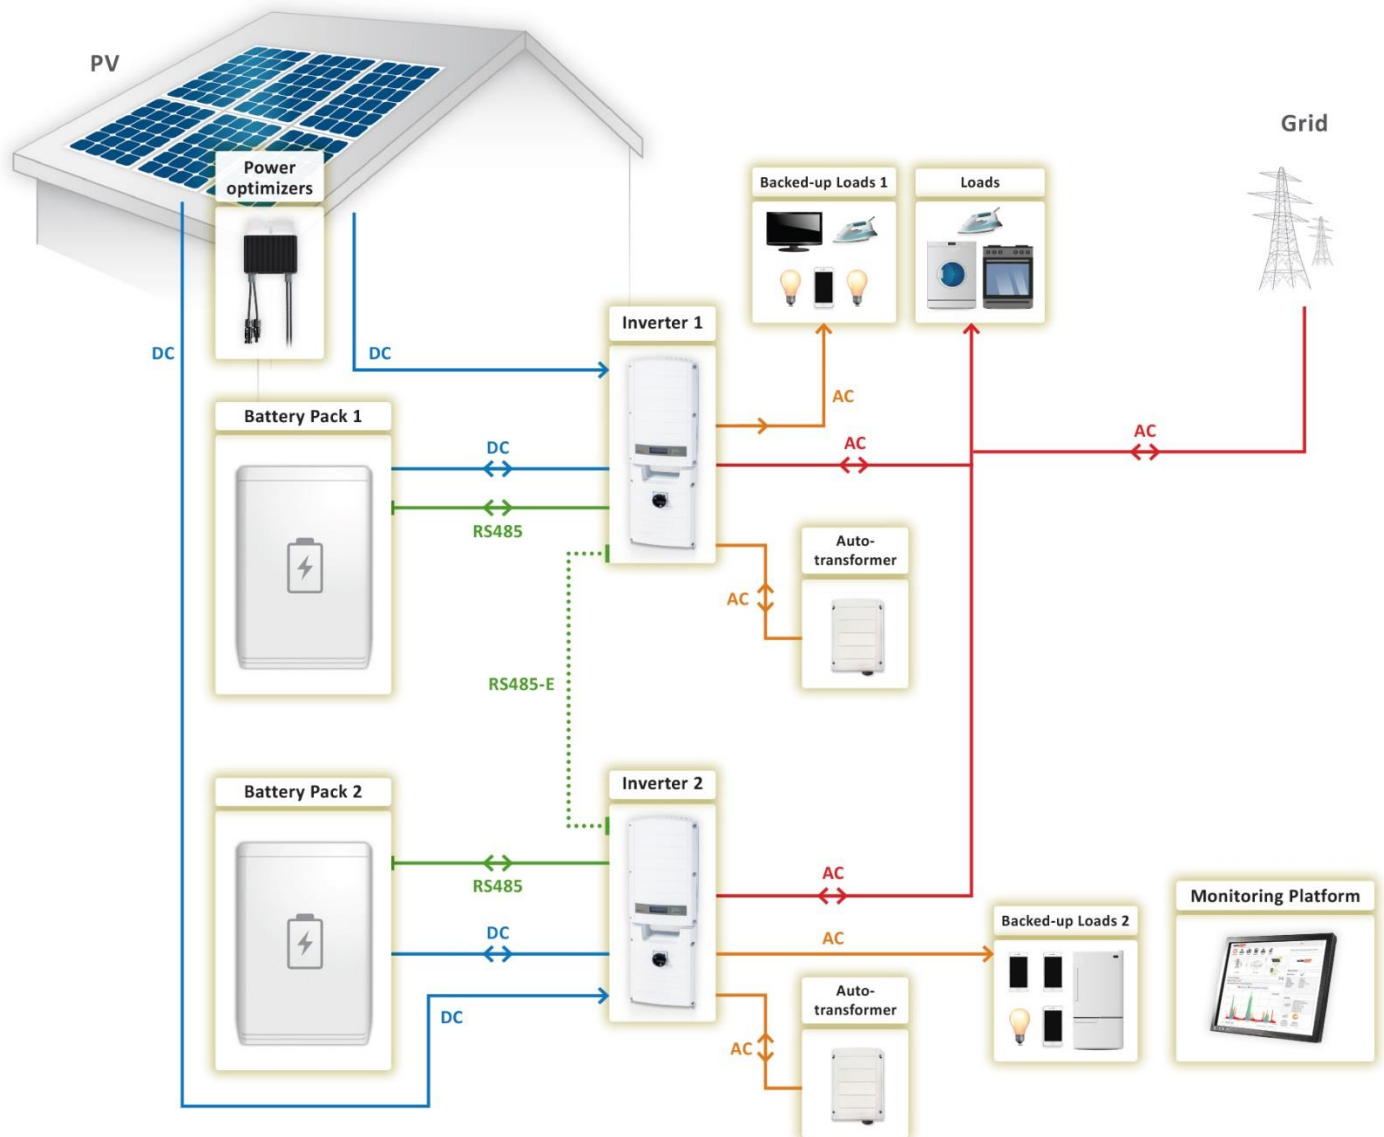 PV
Grid
Power
optimizers
Backed-up Loads 1
Loads
Inverter 1
DC
DC
AC
Battery Pack 1
DC
AC
AC
RS485
Auto-
transformer
AC
RS485-E
Inverter 2
Battery Pack 2
RS485
AC
Monitoring Platform
Backed-up Loads 2
DC
AC
Auto-
transformer
DC
AC